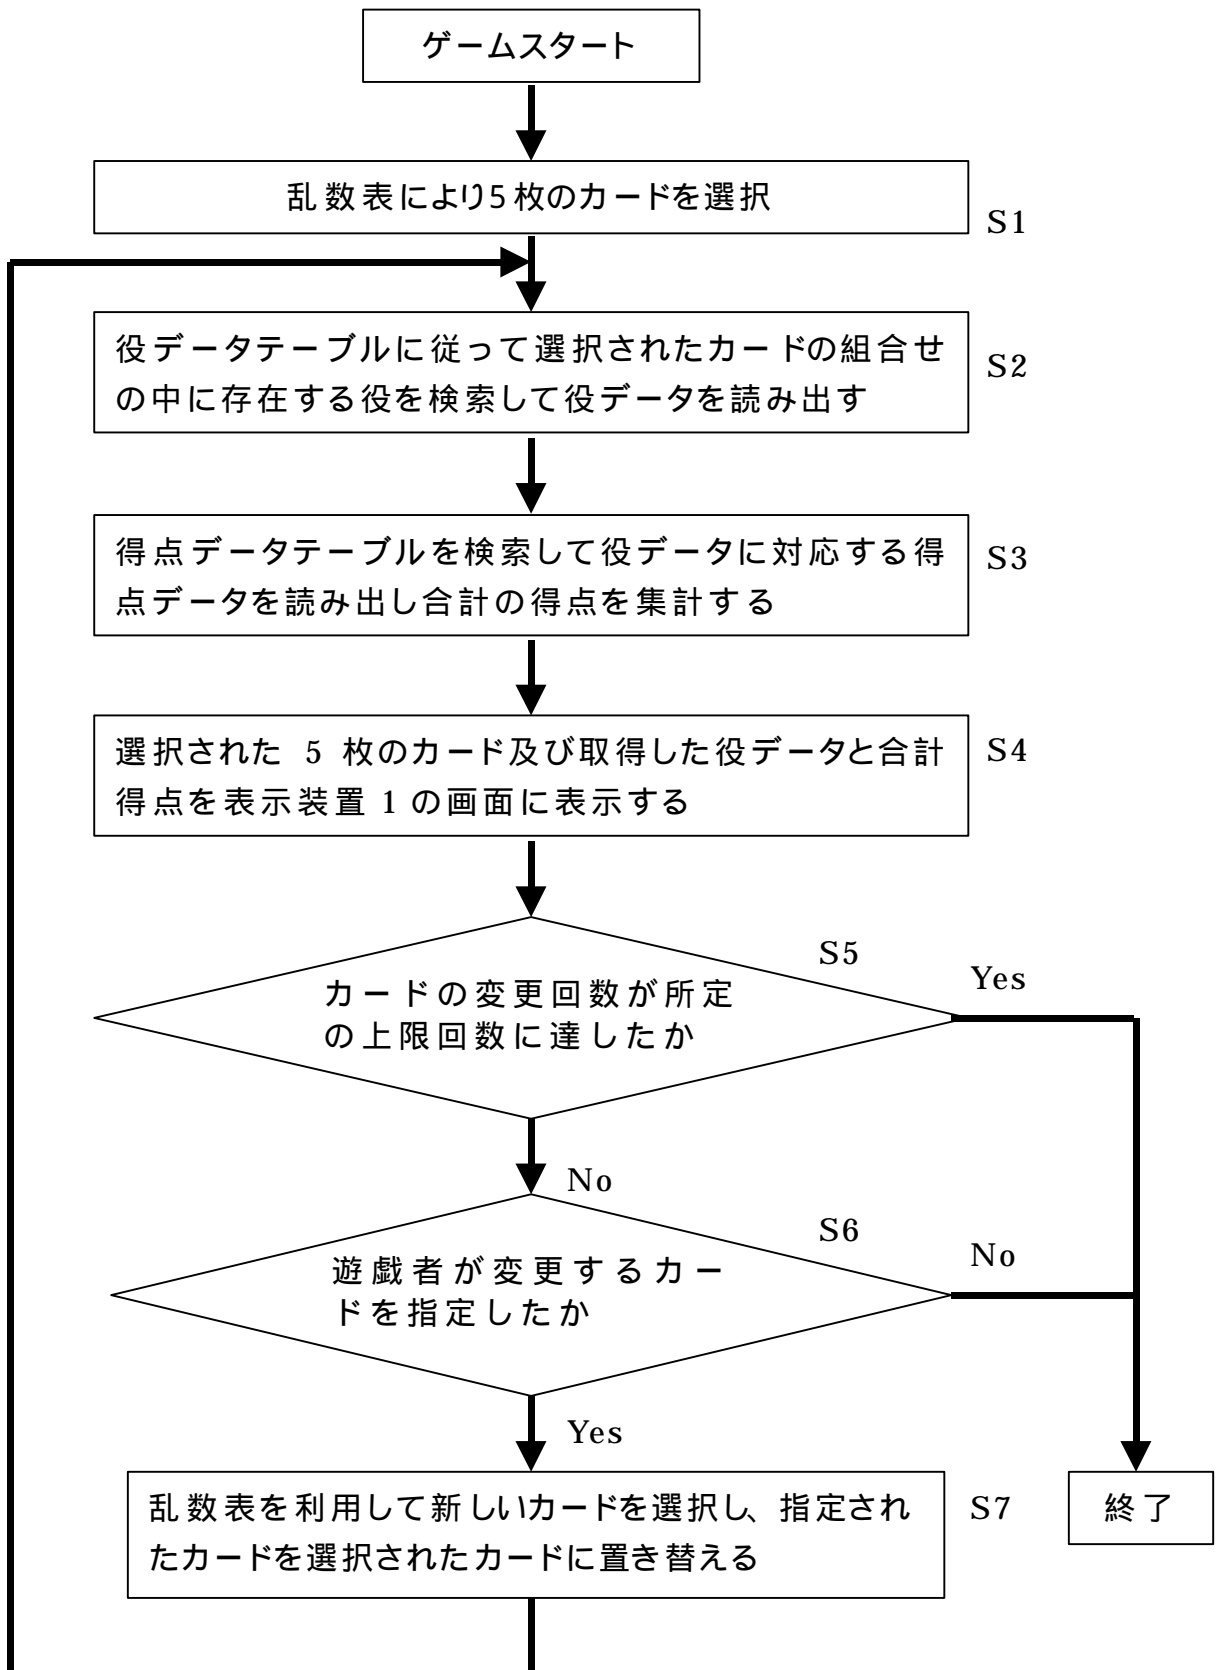 ゲームスタート
乱数表により5枚のカードを選択
S1
役データテーブルに従って選択されたカードの組合せ
の中に存在する役を検索して役データを読み出す
S2
得点データテーブルを検索して役データに対応する得
点データを読み出し合計の得点を集計する
S3
選択された 5 枚のカード及び取得した役データと合計
得点を表示装置 1 の画面に表示する
S4
S5
カードの変更回数が所定
の上限回数に達したか
Yes
No
S6
遊戯者が変更するカー
ドを指定したか
No
Yes
乱数表を利用して新しいカードを選択し、指定され
たカードを選択されたカードに置き替える
S7
終了